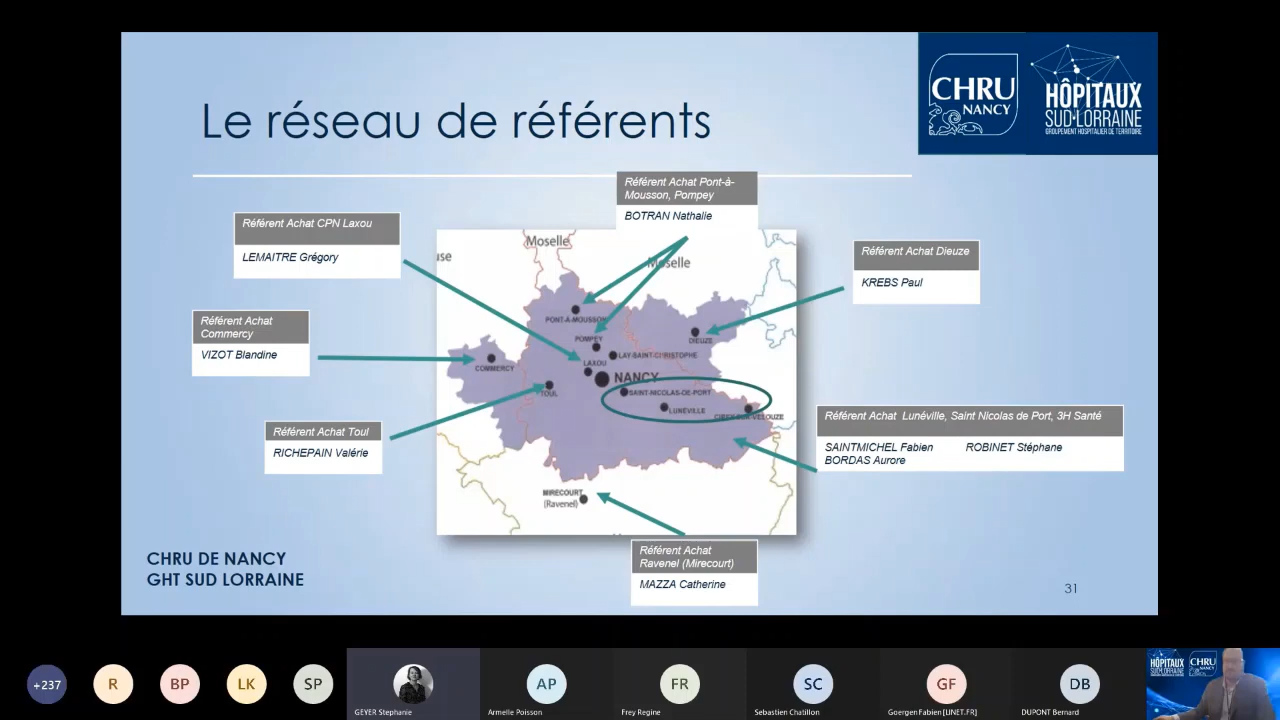 CHRU
NANCY
HÔPITAUX
SUD-LORRAINE
GROUPEMENT HOSPITALIER DE TERRITOIRE
Le réseau de référents
Référent Achat Pont-à-
Mousson, Pompey
BOTRAN Nathalie
Référent Achat CPN Laxou
LEMAITRE Grégory
Référent Achat Dieuze
KREBS Paul
Référent Achat
Commercy
VIZOT Blandine
Référent Achat Toul
RICHEPAIN Valérie
Référent Achat Lunéville, Saint Nicolas de Port, 3H Santé
SAINTMICHEL Fabien ROBINET Stéphane
BORDAS Aurore
Référent Achat
Ravenel (Mirecourt)
MAZZA Catherine
Moselle
use
Moselle
PONT-À-MOUSSON
POMPEY
DIEUZE
LAY-SAINT-CHRISTOPHE
LAXOU
COMMERCY
NANCY
TOUL
SAINT-NICOLAS-DE-PORT
LUNÉVILLE
CIREY-SUR-VEZOUZE
MIRECOURT
(Ravenel)
CHRU DE NANCY
GHT SUD LORRAINE
31
+237
R
BP
LK
SP
GEYER Stephanie
AP
Armelle Poisson
FR
Frey Regine
SC
Sebastien Chatillon
GF
Goergen Fabien [LINET.FR]
DB
DUPONT Bernard
HÔPITAUX
SUD-LORRAINE
CHRU
NANCY